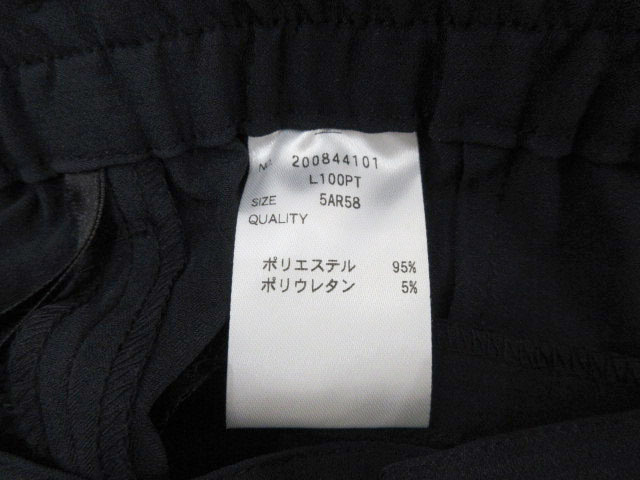 No. 200844101
L100PT
SIZE 5AR58
QUALITY
ポリエステル 95%
ポリウレタン 5%